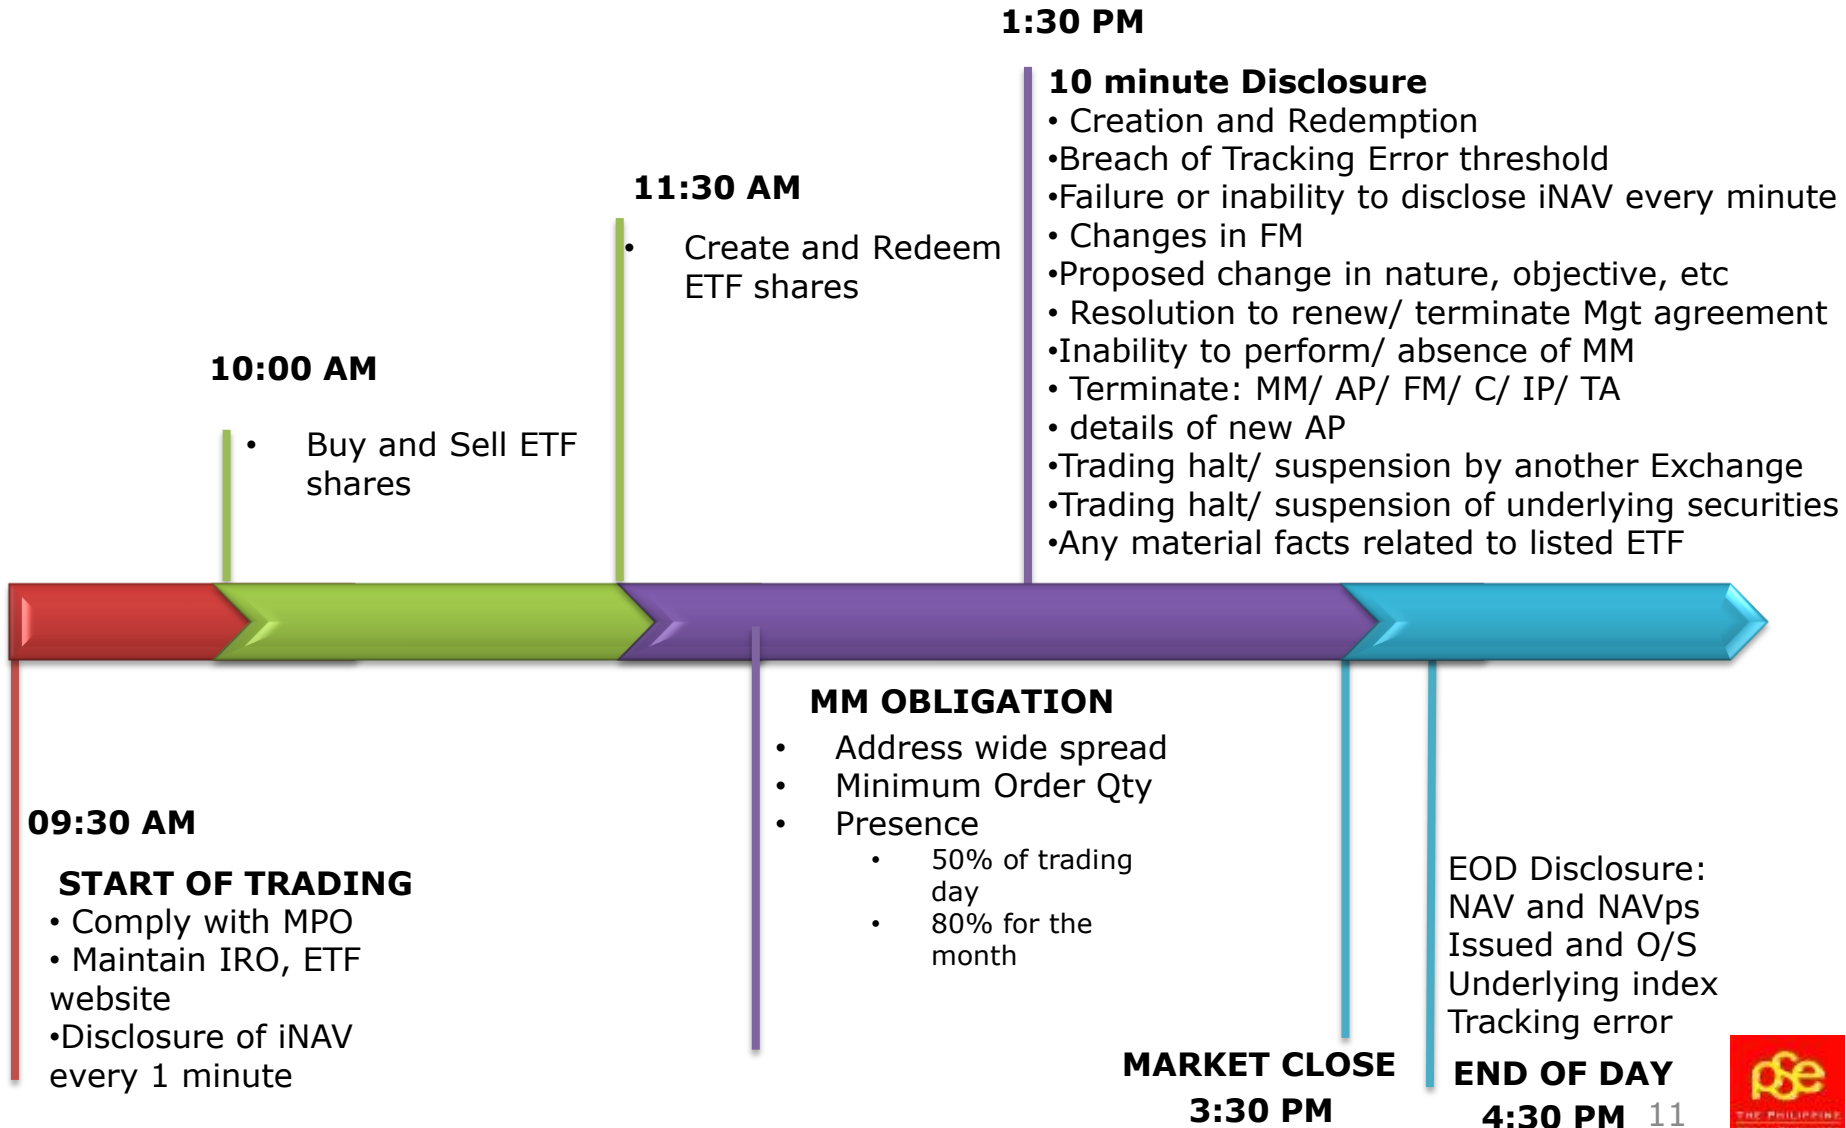 1:30 PM
10 minute Disclosure
• Creation and Redemption
•Breach of Tracking Error threshold
•Failure or inability to disclose iNAV every minute
• Changes in FM
•Proposed change in nature, objective, etc
• Resolution to renew/ terminate Mgt agreement
•Inability to perform/ absence of MM
• Terminate: MM/ AP/ FM/ C/ IP/ TA
• details of new AP
•Trading halt/ suspension by another Exchange
•Trading halt/ suspension of underlying securities
•Any material facts related to listed ETF
11:30 AM
• Create and Redeem
ETF shares
10:00 AM
• Buy and Sell ETF
shares
09:30 AM
START OF TRADING
• Comply with MPO
• Maintain IRO, ETF
website
•Disclosure of iNAV
every 1 minute
MM OBLIGATION
• Address wide spread
• Minimum Order Qty
• Presence
• 50% of trading
day
• 80% for the
month
MARKET CLOSE
3:30 PM
EOD Disclosure:
NAV and NAVps
Issued and O/S
Underlying index
Tracking error
END OF DAY
4:30 PM
11
pse
THE PHILIPPINE